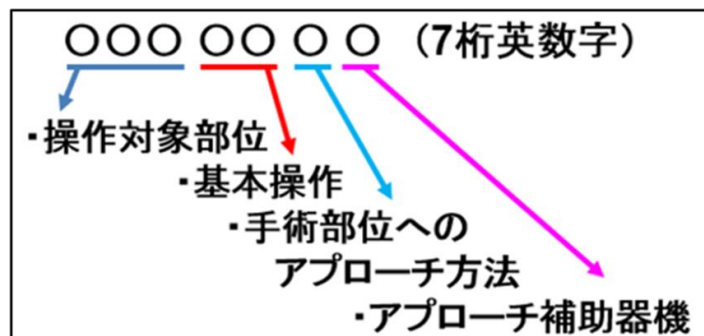 ○○○ ○○ ○ ○ (7桁英数字)
・操作対象部位
・基本操作
・手術部位への
アプローチ方法
・アプローチ補助器機